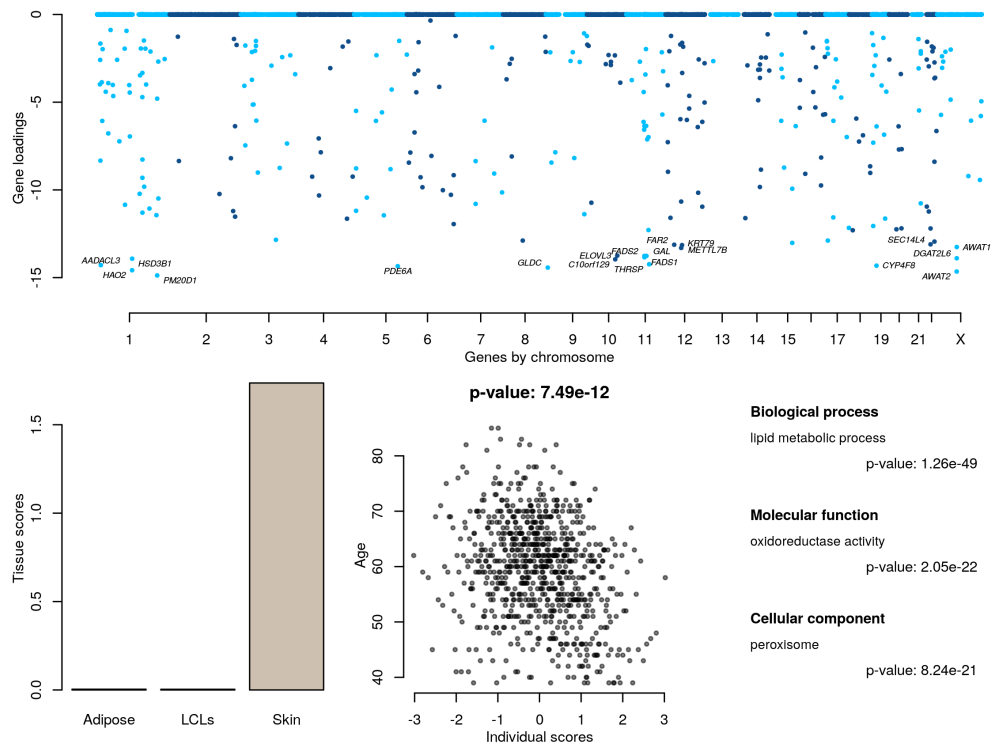 0
-5
-10
-15
Gene loadings
AADACL3
HSD3B1
HAO2
PM20D1
PDE6A
GLDC
ELOVL3
FADS2
C10orf129
THRSP
FAR2
GAL
FADS1
KRT79
METTL7B
SEC14L4
DGAT2L6
CYP4F8
AWAT1
AWAT2
1 2 3 4 5 6 7 8 9 10 11 12 13 14 15 17 19 21 X
Genes by chromosome
Tissue scores
1.5
1.0
0.5
0.0
Adipose LCLs Skin
p-value: 7.49e-12
Age
80
70
60
50
40
-3 -2 -1 0 1 2 3
Individual scores
Biological process
lipid metabolic process
p-value: 1.26e-49
Molecular function
oxidoreductase activity
p-value: 2.05e-22
Cellular component
peroxisome
p-value: 8.24e-21